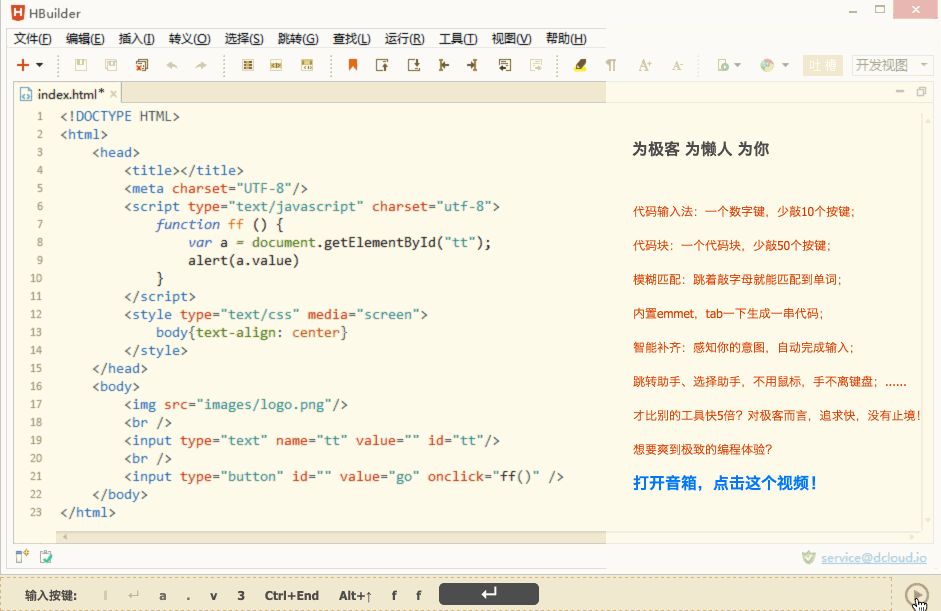 HBuilder
文件(F) 编辑(E) 插入(I) 转义(O) 选择(S) 跳转(G) 查找(L) 运行(R) 工具(T) 视图(V) 帮助(H)
A+ A- 吐槽 开发视图
index.html*
1 <!DOCTYPE HTML>
2 <html>
3 <head>
4 <title></title>
5 <meta charset="UTF-8"/>
6 <script type="text/javascript" charset="utf-8">
7 function ff () {
8 var a = document.getElementById("tt");
9 alert(a.value)
10 }
11 </script>
12 <style type="text/css" media="screen">
13 body{text-align: center}
14 </style>
15 </head>
16 <body>
17 <img src="images/logo.png"/>
18 <br />
19 <input type="text" name="tt" value="" id="tt"/>
20 <br />
21 <input type="button" id="" value="go" onclick="ff()" />
22 </body>
23 </html>
为极客 为懒人 为你
代码输入法：一个数字键，少敲10个按键；
代码块：一个代码块，少敲50个按键；
模糊匹配：跳着敲字母就能匹配到单词；
内置emmet，tab一下生成一串代码；
智能补齐：感知你的意图，自动完成输入；
跳转助手、选择助手，不用鼠标，手不离键盘；......
才比别的工具快5倍？对极客而言，追求快，没有止境！
想要爽到极致的编程体验？
打开音箱，点击这个视频！
service@dcloud.io
输入按键: l ↵ a . v 3 Ctrl+End Alt+↑ f f ↵